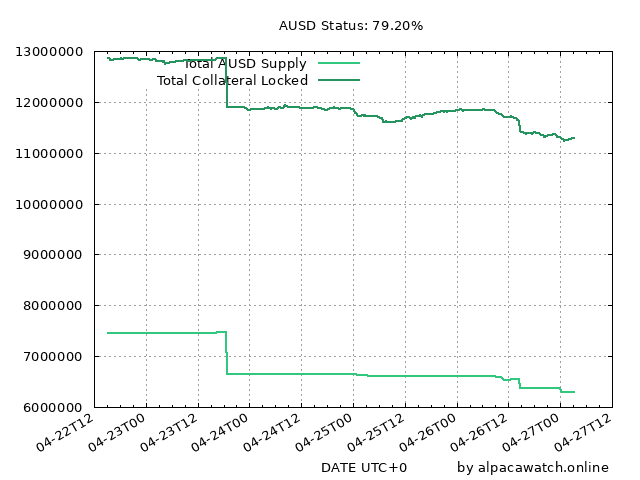 AUSD Status: 79.20%
13000000
Total AUSD Supply
Total Collateral Locked
12000000
11000000
10000000
9000000
8000000
7000000
6000000
04-22T12
04-23T00
04-23T12
04-24T00
04-24T12
04-25T00
04-25T12
04-26T00
04-26T12
04-27T00
04-27T12
DATE UTC+0
by alpacawatch.online